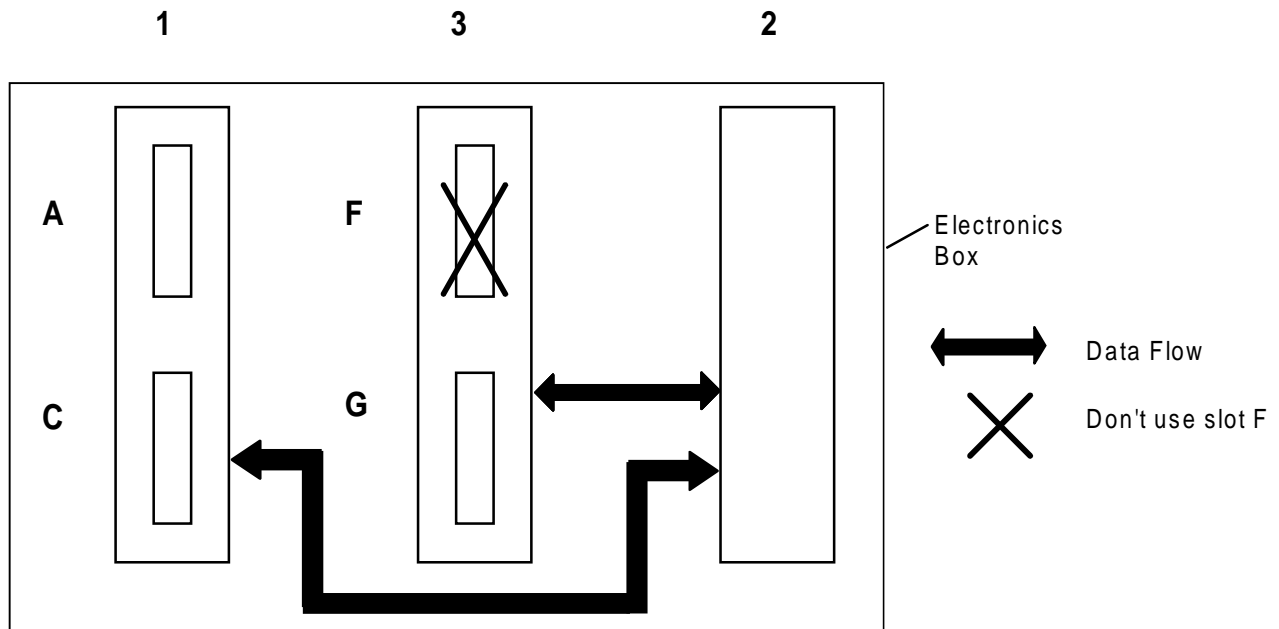 1 3 2
A F
Electronics
Box
Data Flow
C G
Don't use slot F